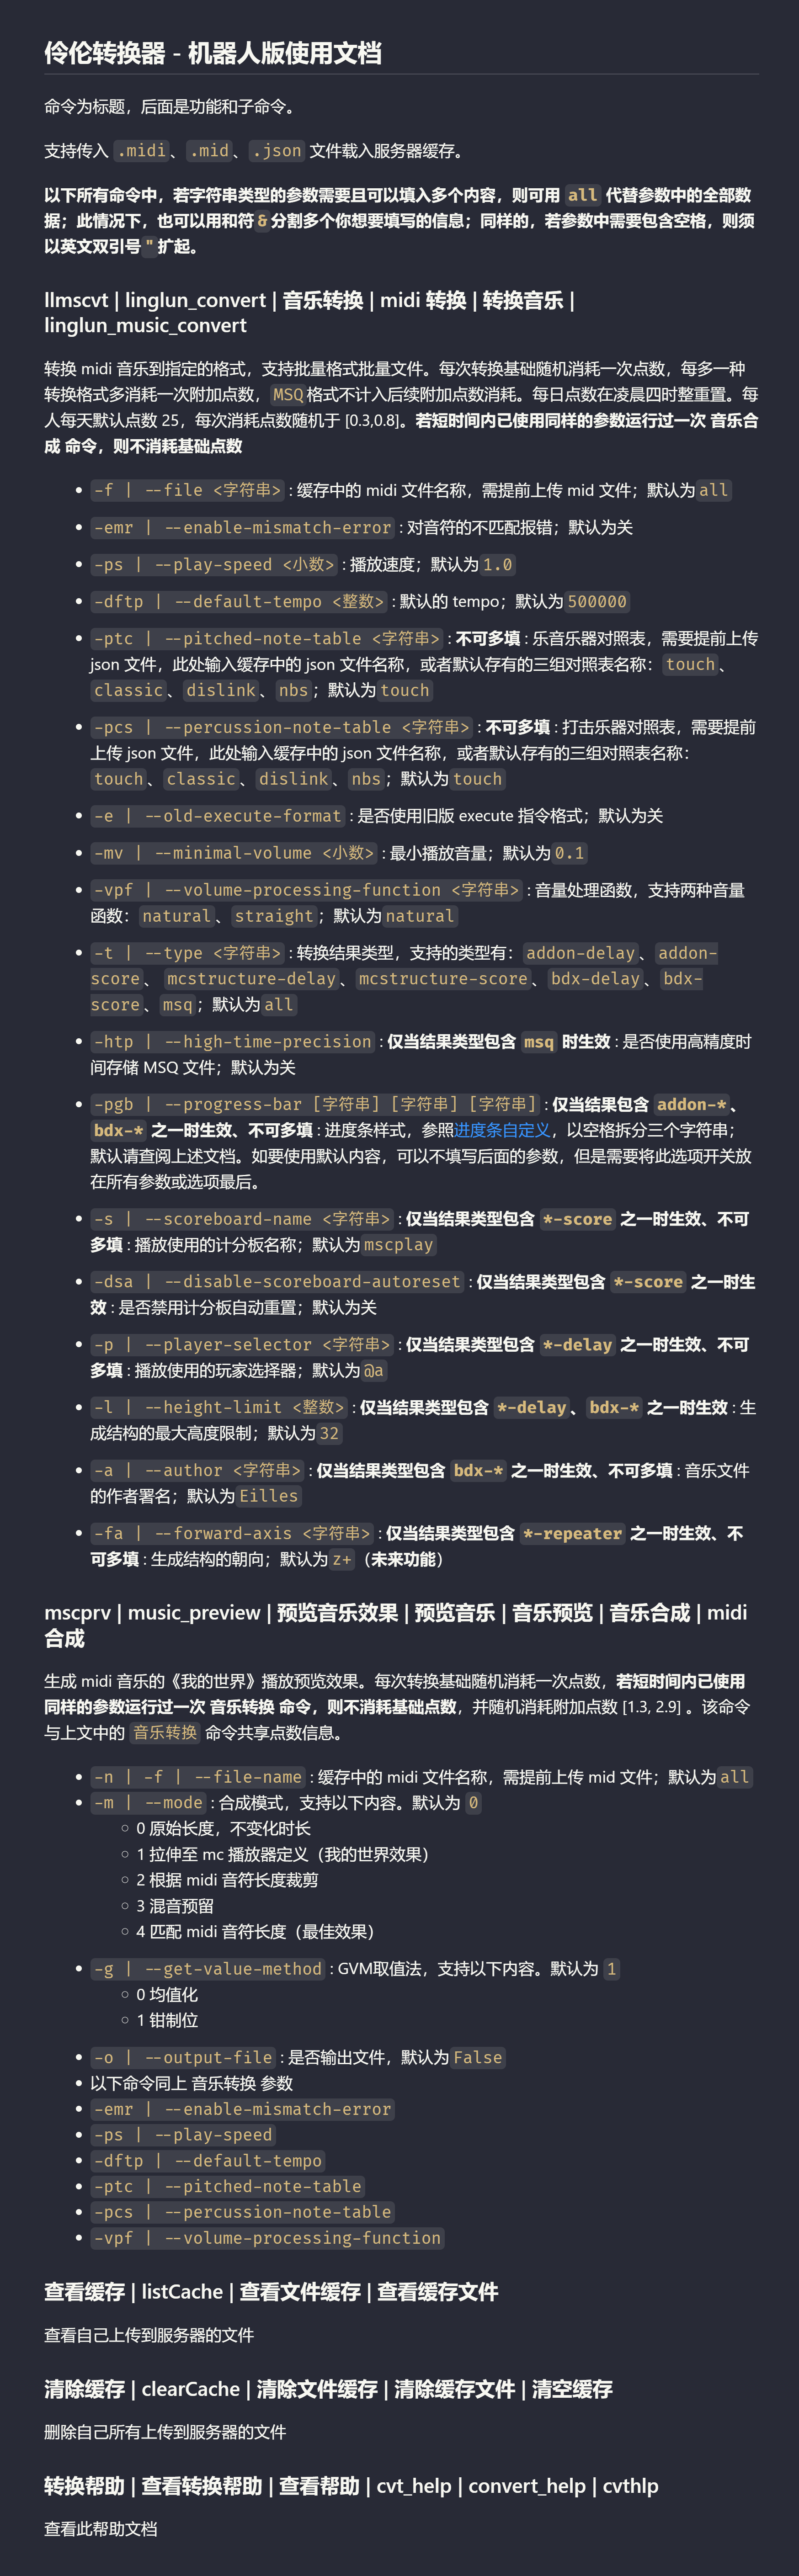 伶伦转换器 - 机器人版使用文档
命令为标题，后面是功能和子命令。
支持传入 .midi、.mid、.json 文件载入服务器缓存。
以下所有命令中，若字符串类型的参数需要且可以填入多个内容，则可用 all 代替参数中的全部数
据；此情况下，也可以用和符&分割多个你想要填写的信息；同样的，若参数中需要包含空格，则须
以英文双引号"扩起。
llmscvt | linglun_convert | 音乐转换 | midi 转换 | 转换音乐 |
linglun_music_convert
转换 midi 音乐到指定的格式，支持批量格式批量文件。每次转换基础随机消耗一次点数，每多一种
转换格式多消耗一次附加点数，MSQ格式不计入后续附加点数消耗。每日点数在凌晨四时整重置。每
人每天默认点数 25，每次消耗点数随机于 [0.3,0.8]。若短时间内已使用同样的参数运行过一次 音乐合
成 命令，则不消耗基础点数
• -f | --file <字符串> : 缓存中的 midi 文件名称，需提前上传 mid 文件；默认为all
• -emr | --enable-mismatch-error : 对音符的不匹配报错；默认为关
• -ps | --play-speed <小数> : 播放速度；默认为1.0
• -dftp | --default-tempo <整数> : 默认的 tempo；默认为500000
• -ptc | --pitched-note-table <字符串> : 不可多填 : 乐音乐器对照表，需要提前上传
json 文件，此处输入缓存中的 json 文件名称，或者默认存有的三组对照表名称：touch、
classic、dislink、nbs；默认为touch
• -pcs | --percussion-note-table <字符串> : 不可多填 : 打击乐器对照表，需要提前
上传 json 文件，此处输入缓存中的 json 文件名称，或者默认存有的三组对照表名称：
touch、classic、dislink、nbs；默认为touch
• -e | --old-execute-format : 是否使用旧版 execute 指令格式；默认为关
• -mv | --minimal-volume <小数> : 最小播放音量；默认为0.1
• -vpf | --volume-processing-function <字符串> : 音量处理函数，支持两种音量
函数：natural、straight；默认为natural
• -t | --type <字符串> : 转换结果类型，支持的类型有：addon-delay、addon-
score、 mcstructure-delay、mcstructure-score、bdx-delay、bdx-
score、msq；默认为all
• -htp | --high-time-precision : 仅当结果类型包含 msq 时生效 : 是否使用高精度时
间存储 MSQ 文件；默认为关
• -pgb | --progress-bar [字符串] [字符串] [字符串] : 仅当结果包含 addon-*、
bdx-* 之一时生效、不可多填 : 进度条样式，参照进度条自定义，以空格拆分三个字符串；
默认请查阅上述文档。如要使用默认内容，可以不填写后面的参数，但是需要将此选项开关放
在所有参数或选项最后。
• -s | --scoreboard-name <字符串> : 仅当结果类型包含 *-score 之一时生效、不可
多填 : 播放使用的计分板名称；默认为mscplay
• -dsa | --disable-scoreboard-autoreset : 仅当结果类型包含 *-score 之一时生
效 : 是否禁用计分板自动重置；默认为关
• -p | --player-selector <字符串> : 仅当结果类型包含 *-delay 之一时生效、不可
多填 : 播放使用的玩家选择器；默认为@a
• -l | --height-limit <整数> : 仅当结果类型包含 *-delay、bdx-* 之一时生效 : 生
成结构的最大高度限制；默认为32
• -a | --author <字符串> : 仅当结果类型包含 bdx-* 之一时生效、不可多填 : 音乐文件
的作者署名；默认为Eilles
• -fa | --forward-axis <字符串> : 仅当结果类型包含 *-repeater 之一时生效、不
可多填 : 生成结构的朝向；默认为z+（未来功能）
mscprv | music_preview | 预览音乐效果 | 预览音乐 | 音乐预览 | 音乐合成 | midi
合成
生成 midi 音乐的《我的世界》播放预览效果。每次转换基础随机消耗一次点数，若短时间内已使用
同样的参数运行过一次 音乐转换 命令，则不消耗基础点数，并随机消耗附加点数 [1.3, 2.9] 。该命令
与上文中的 音乐转换 命令共享点数信息。
• -n | -f | --file-name : 缓存中的 midi 文件名称，需提前上传 mid 文件；默认为all
• -m | --mode : 合成模式，支持以下内容。默认为 0
◦ 0 原始长度，不变化时长
◦ 1 拉伸至 mc 播放器定义（我的世界效果）
◦ 2 根据 midi 音符长度裁剪
◦ 3 混音预留
◦ 4 匹配 midi 音符长度（最佳效果）
• -g | --get-value-method : GVM取值法，支持以下内容。默认为 1
◦ 0 均值化
◦ 1 钳制位
• -o | --output-file : 是否输出文件，默认为False
• 以下命令同上 音乐转换 参数
• -emr | --enable-mismatch-error
• -ps | --play-speed
• -dftp | --default-tempo
• -ptc | --pitched-note-table
• -pcs | --percussion-note-table
• -vpf | --volume-processing-function
查看缓存 | listCache | 查看文件缓存 | 查看缓存文件
查看自己上传到服务器的文件
清除缓存 | clearCache | 清除文件缓存 | 清除缓存文件 | 清空缓存
删除自己所有上传到服务器的文件
转换帮助 | 查看转换帮助 | 查看帮助 | cvt_help | convert_help | cvthlp
查看此帮助文档